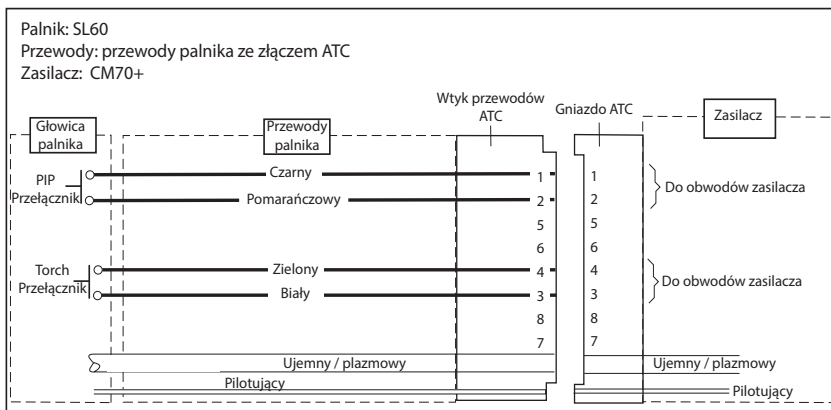 Palnik: SL60
Przewody: przewody palnika ze złączem ATC
Zasilacz: CM70+
Głowica
palnika
Przewody
palnika
Wtyk przewodów
ATC
Gniazdo ATC
Zasilacz
PIP
Przełącznik
Czarny
Pomarańczowy
1
2
5
6
4
3
8
7
1
2
5
6
4
3
8
7
Do obwodów zasilacza
Torch
Przełącznik
Zielony
Biały
Do obwodów zasilacza
Ujemny / plazmowy
Ujemny / plazmowy
Pilotujący
Pilotujący